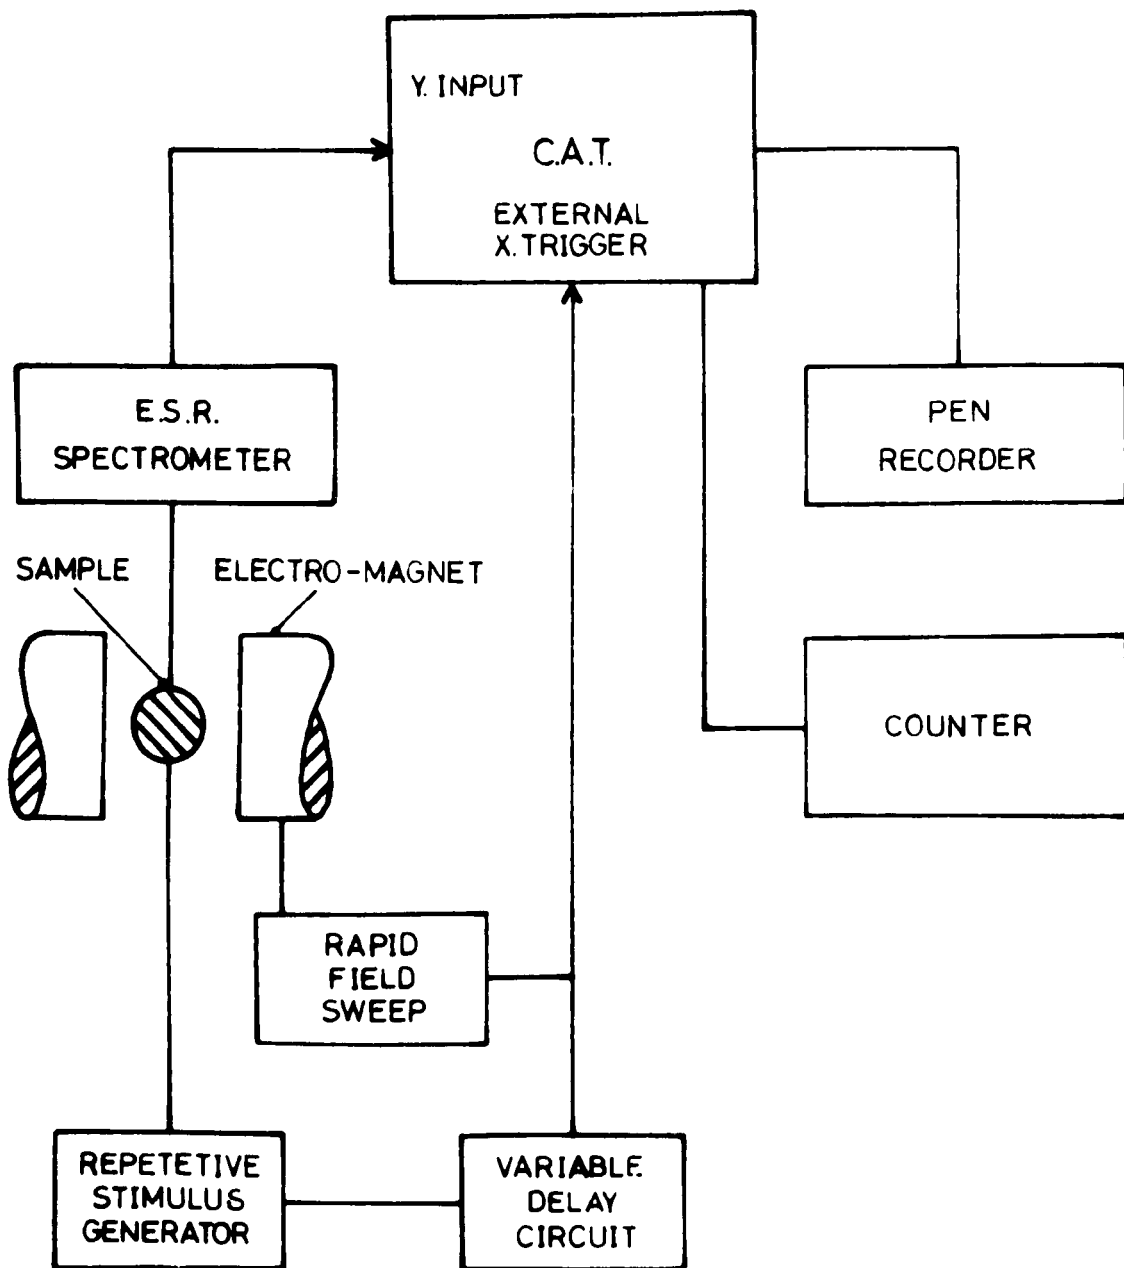 Y. INPUT
C.A.T.
EXTERNAL
X. TRIGGER
E.S.R.
SPECTROMETER
PEN
RECORDER
SAMPLE
ELECTRO-MAGNET
COUNTER
RAPID
FIELD
SWEEP
REPETETIVE
STIMULUS
GENERATOR
VARIABLE
DELAY
CIRCUIT